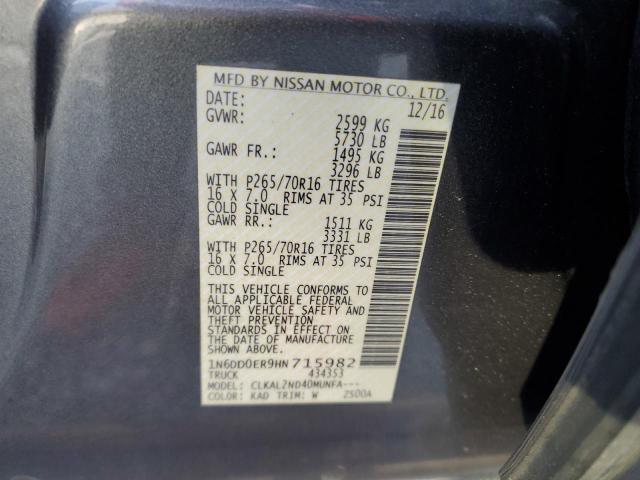 MFD BY NISSAN MOTOR CO., LTD.
DATE: 12/16
GVWR: 2599 KG
5730 LB
GAWR FR.: 1495 KG
3296 LB
WITH P265/70R16 TIRES
16 X 7.0 RIMS AT 35 PSI
COLD SINGLE
GAWR RR.: 1511 KG
3331 LB
WITH P265/70R16 TIRES
16 X 7.0 RIMS AT 35 PSI
COLD SINGLE
THIS VEHICLE CONFORMS TO
ALL APPLICABLE FEDERAL
MOTOR VEHICLE SAFETY AND
THEFT PREVENTION
STANDARDS IN EFFECT ON
THE DATE OF MANUFACTURE
SHOWN ABOVE.
1N6DD0ER9HN715982
TRUCK 434353
MODEL: CLKAL2ND40MUNFA---
COLOR: KAD TRIM: W 2500A